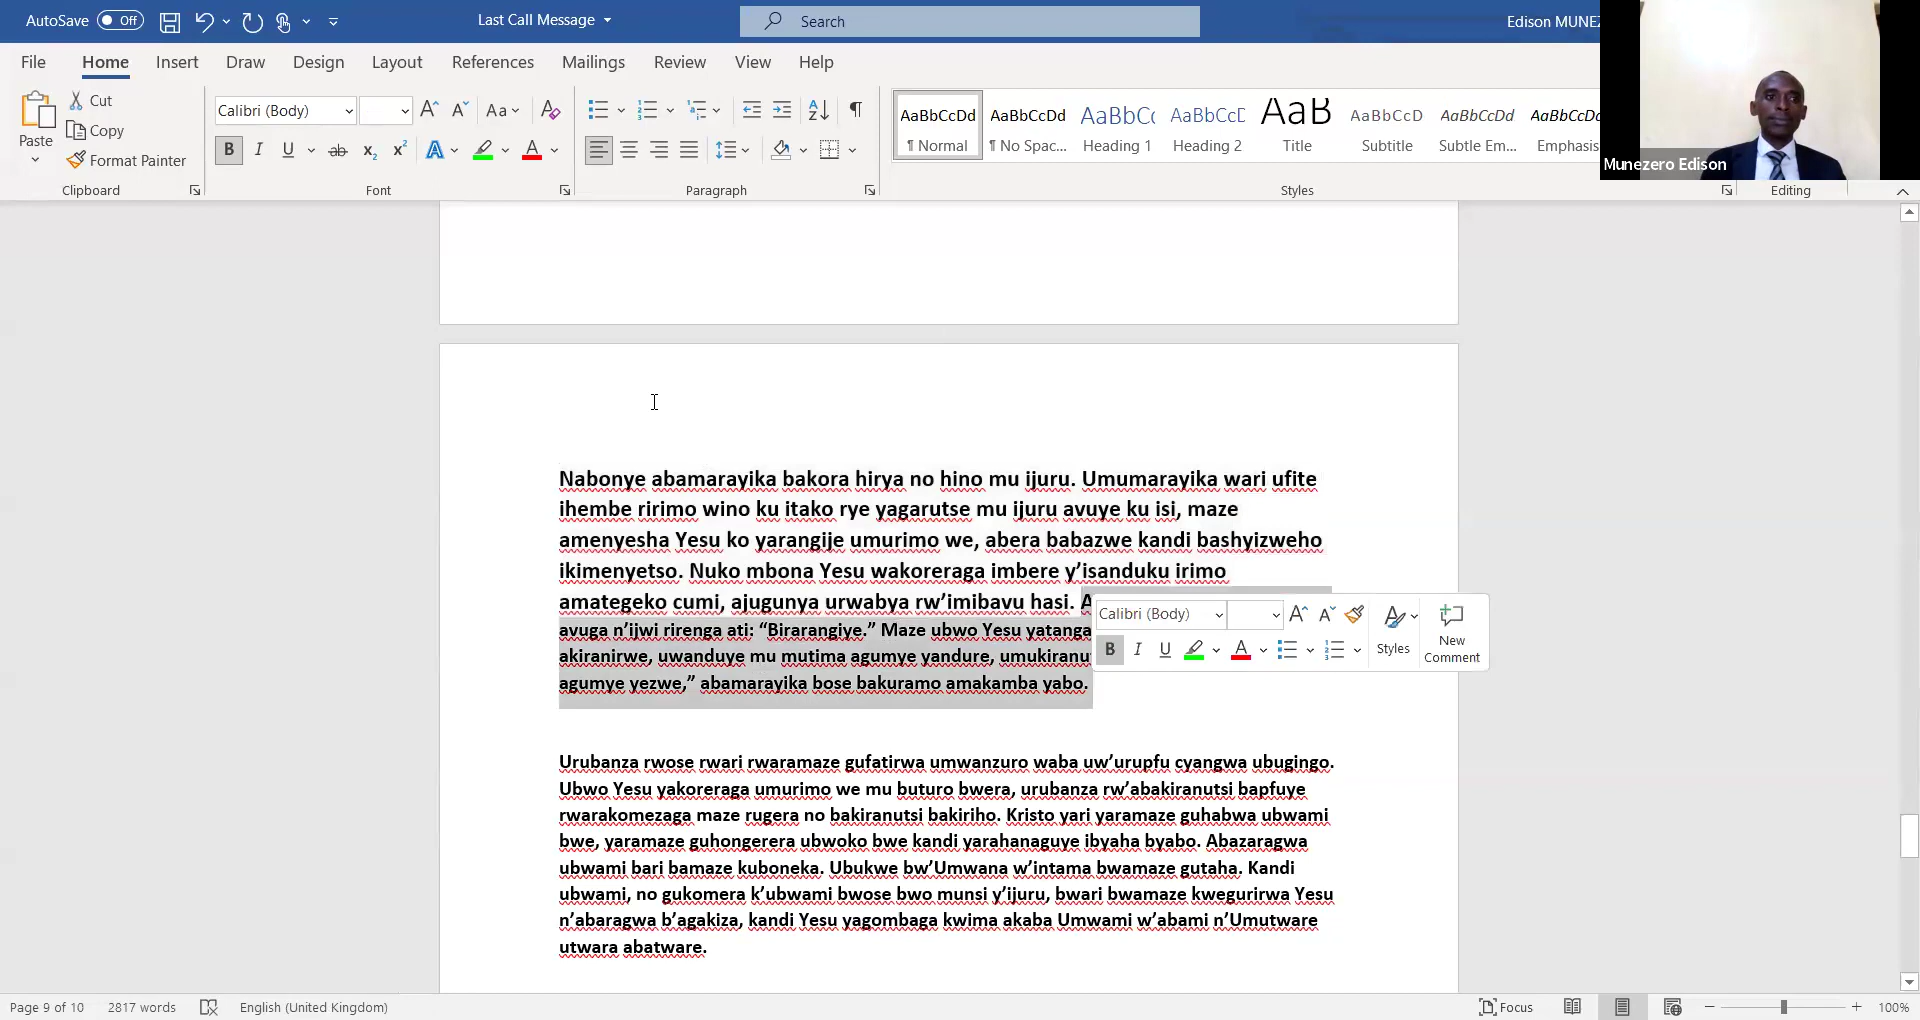 AutoSave Off
Last Call Message
Search
Edison
File Home Insert Draw Design Layout References Mailings Review View Help
Paste
Cut
Copy
Format Painter
Clipboard
Calibri (Body)
Font
Paragraph
AaBbCcDd AaBbCcDd AaBbCc AaBbCcD AaB AaBbCcD AaBbCcDd AaBbCcDd
¶ Normal ¶ No Spac... Heading 1 Heading 2 Title Subtitle Subtle Em... Emphasis
Styles
Editing
Munezero Edison
Nabonye abamarayika bakora hirya no hino mu ijuru. Umumarayika wari ufite
ihembe ririmo wino ku itako rye yagarutse mu ijuru avuye ku isi, maze
amenyesha Yesu ko yarangije umurimo we, abera babazwe kandi bashyizweho
ikimenyetso. Nuko mbona Yesu wakoreraga imbere y’isanduku irimo
amategeko cumi, ajugunya urwabya rw’imibavu hasi.
avuga n’ijwi rirenga ati: “Birarangiye.” Maze ubwo Yesu yatanga
akiranirwe, uwanduye mu mutima agumye yandure,
agumye yezwe,” abamarayika bose bakuramo amakamba yabo.
Calibri (Body)
B I U
Styles
New Comment
Urubanza rwose rwari rwaramaze gufatirwa umwanzuro waba uw’urupfu cyangwa ubugingo.
Ubwo Yesu yakoreraga umurimo we mu buturo bwera, urubanza rw’abakiranutsi bapfuye
rwarakomezaga maze rugera no bakiranutsi bakiriho. Kristo yari yaramaze guhabwa ubwami
bwe, yaramaze guhongerera ubwoko bwe kandi yarahanaguye ibyaha byabo. Abazaragwa
ubwami bari bamaze kuboneka. Ubukwe bw’Umwana w’intama bwamaze gutaha. Kandi
ubwami, no gukomera k’ubwami bwose bwo munsi y’ijuru, bwari bwamaze kwegurirwa Yesu
n’abaragwa b’agakiza, kandi Yesu yagombaga kwima akaba Umwami w’abami n’Umutware
utwara abatware.
Page 9 of 10 2817 words English (United Kingdom) Focus 100%